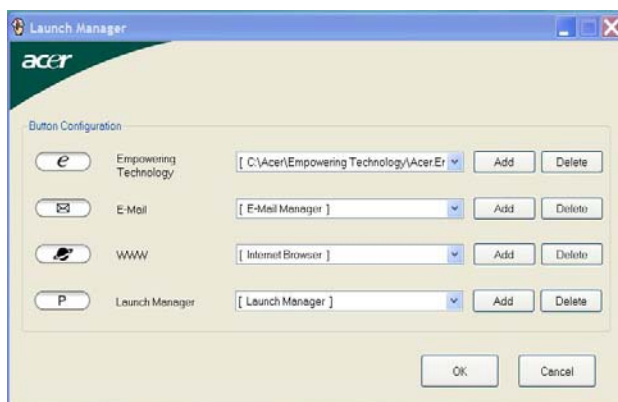 Launch Manager
acer
Button Configuration
e Empowering Technology [ C:\Acer\Empowering Technology\Acer.Er Add Delete
E-Mail [ E-Mail Manager ] Add Delete
WWW [ Internet Browser ] Add Delete
P Launch Manager [ Launch Manager ] Add Delete
OK Cancel